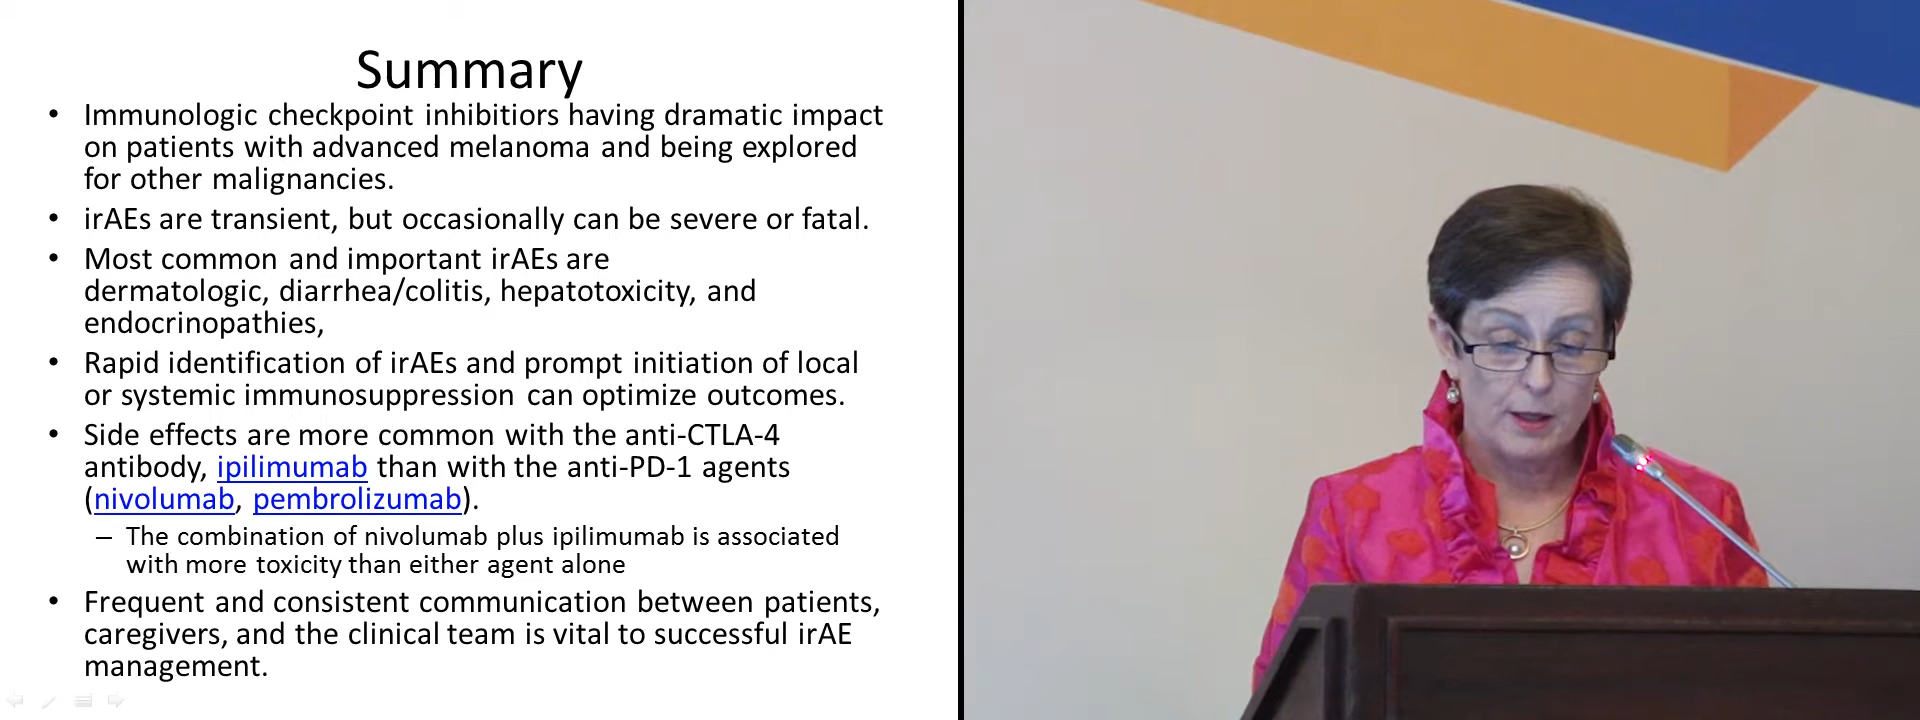 Summary
• Immunologic checkpoint inhibitiors having dramatic impact
on patients with advanced melanoma and being explored
for other malignancies.
• irAEs are transient, but occasionally can be severe or fatal.
• Most common and important irAEs are
dermatologic, diarrhea/colitis, hepatotoxicity, and
endocrinopathies,
• Rapid identification of irAEs and prompt initiation of local
or systemic immunosuppression can optimize outcomes.
• Side effects are more common with the anti-CTLA-4
antibody, ipilimumab than with the anti-PD-1 agents
(nivolumab, pembrolizumab).
– The combination of nivolumab plus ipilimumab is associated
with more toxicity than either agent alone
• Frequent and consistent communication between patients,
caregivers, and the clinical team is vital to successful irAE
management.